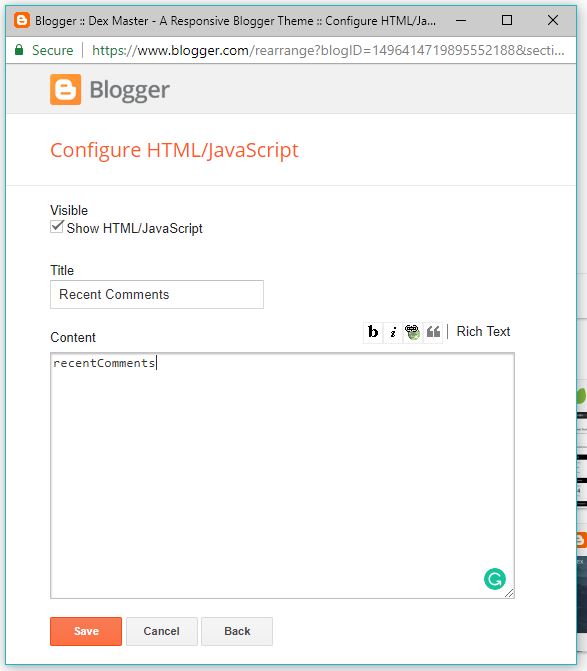 Blogger :: Dex Master - A Responsive Blogger Theme :: Configure HTML/Ja...
Secure | https://www.blogger.com/rearrange?blogID=1496414719895552188&secti...
Blogger
Configure HTML/JavaScript
Visible
Show HTML/JavaScript
Title
Recent Comments
Content
b i Rich Text
recentComments
Save Cancel Back